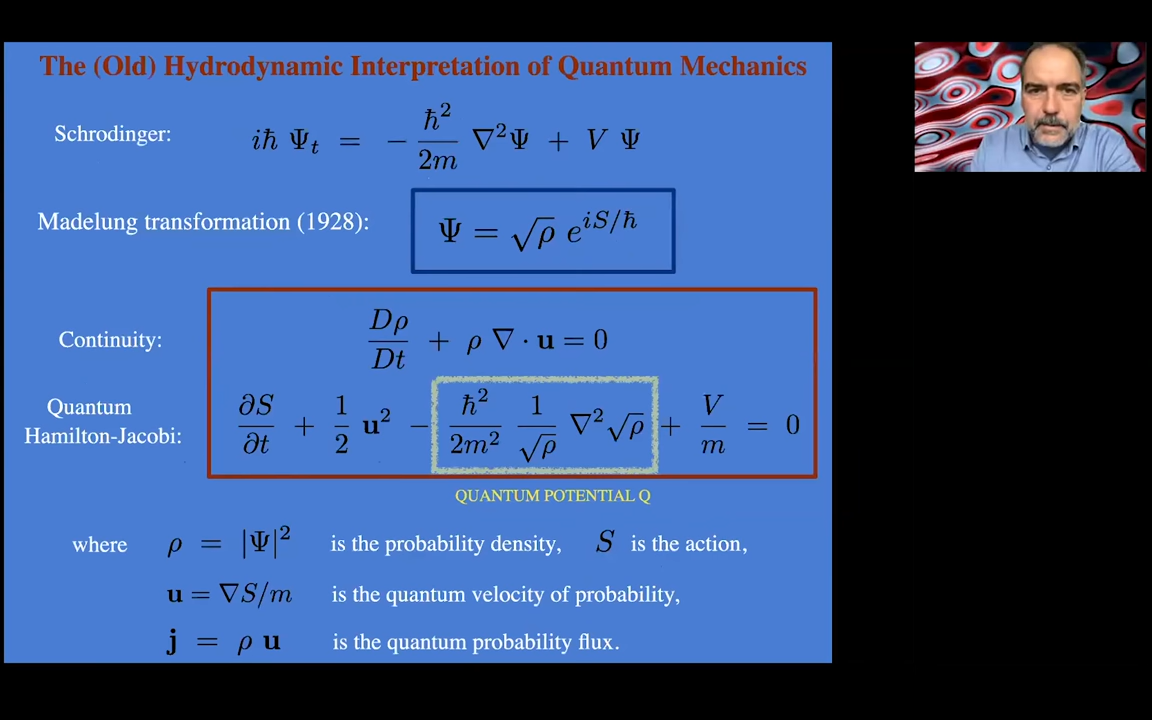 The (Old) Hydrodynamic Interpretation of Quantum Mechanics
Schrodinger: iħ Ψₜ = − ħ²/2m ∇²Ψ + V Ψ
Madelung transformation (1928): Ψ = √ρ e^{iS/ħ}
Continuity: Dρ/Dt + ρ ∇ · u = 0
Quantum Hamilton-Jacobi: ∂S/∂t + 1/2 u² − ħ²/2m² 1/√ρ ∇²√ρ + V/m = 0
QUANTUM POTENTIAL Q
where ρ = |Ψ|² is the probability density, S is the action,
u = ∇S/m is the quantum velocity of probability,
j = ρ u is the quantum probability flux.